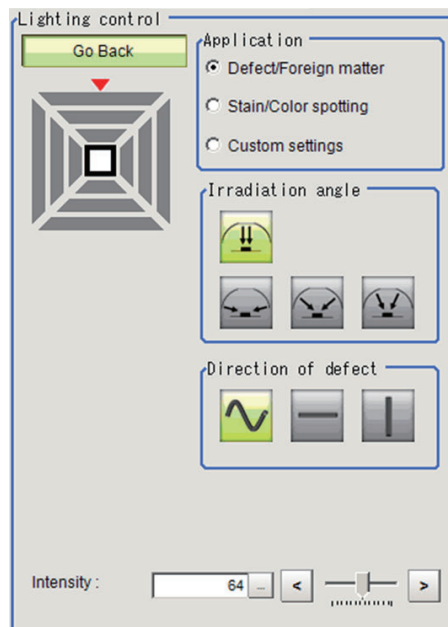 Lighting control
Go Back
Application
Defect/Foreign matter
Stain/Color spotting
Custom settings
Irradiation angle
Direction of defect
Intensity :
64
...
<
>